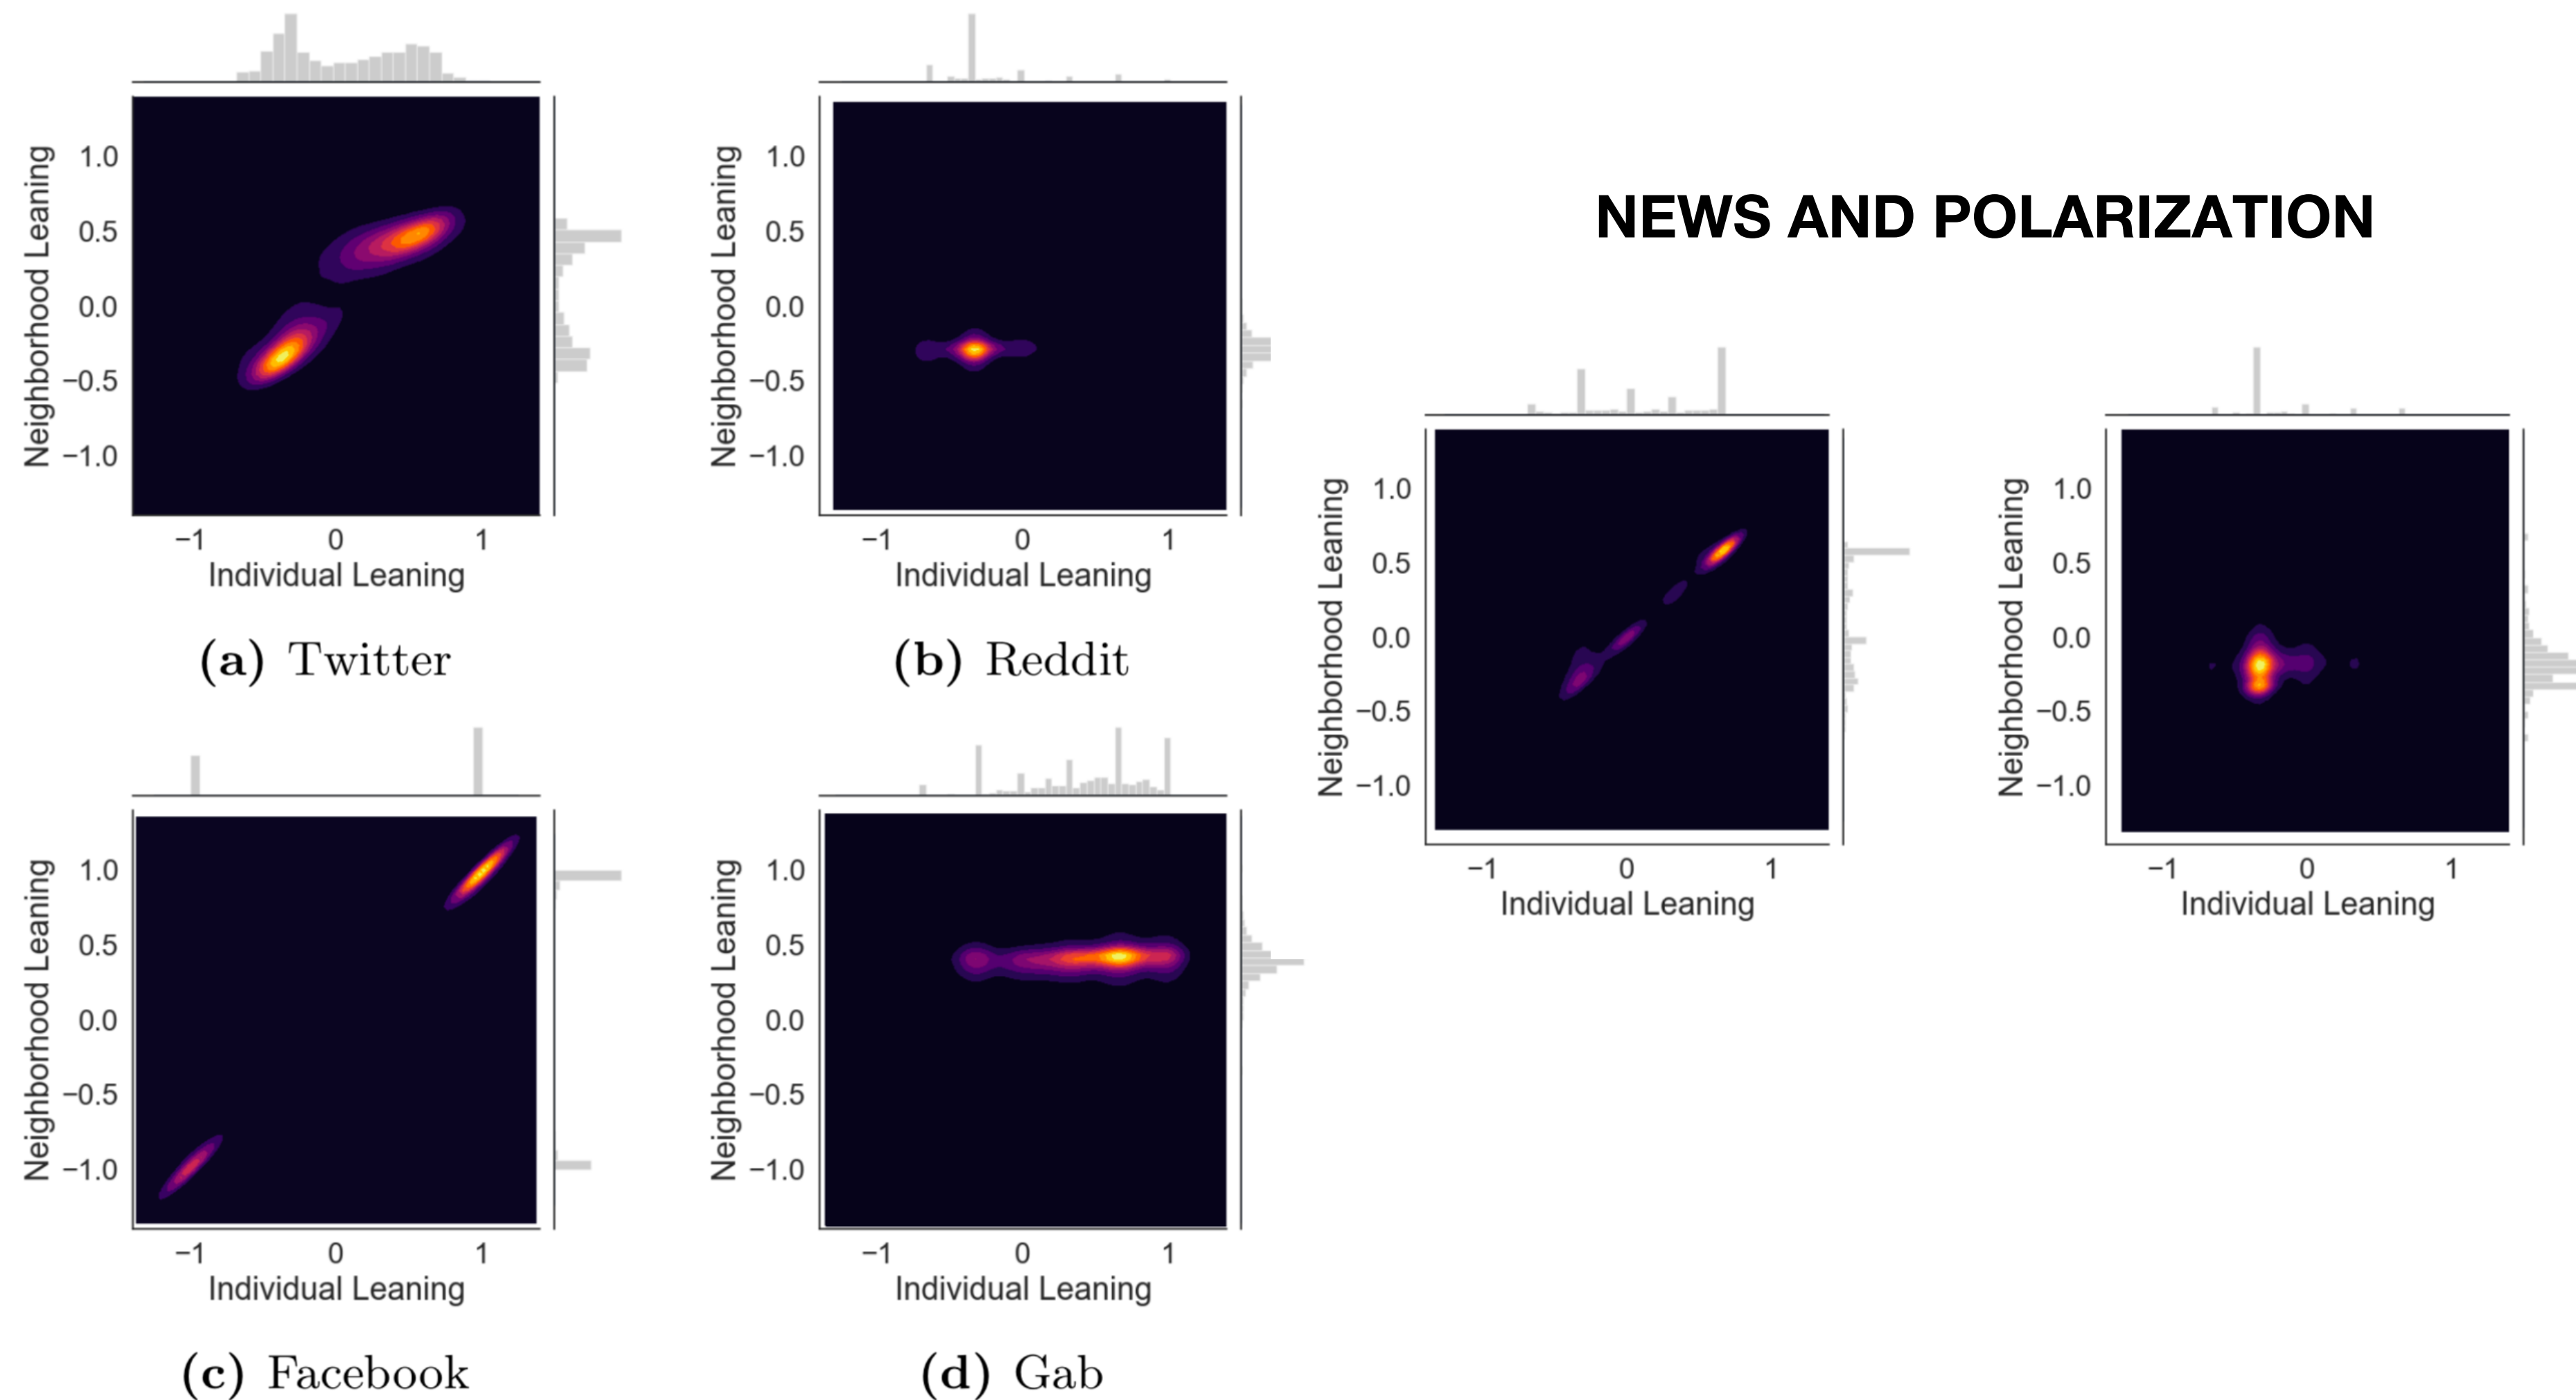 1.0
0.5
0.0
−0.5
−1.0
Neighborhood Leaning
−1 0 1
Individual Leaning
(a) Twitter
1.0
0.5
0.0
−0.5
−1.0
Neighborhood Leaning
−1 0 1
Individual Leaning
(b) Reddit
1.0
0.5
0.0
−0.5
−1.0
Neighborhood Leaning
−1 0 1
Individual Leaning
(c) Facebook
1.0
0.5
0.0
−0.5
−1.0
Neighborhood Leaning
−1 0 1
Individual Leaning
(d) Gab
NEWS AND POLARIZATION
1.0
0.5
0.0
−0.5
−1.0
Neighborhood Leaning
−1 0 1
Individual Leaning
1.0
0.5
0.0
−0.5
−1.0
Neighborhood Leaning
−1 0 1
Individual Leaning